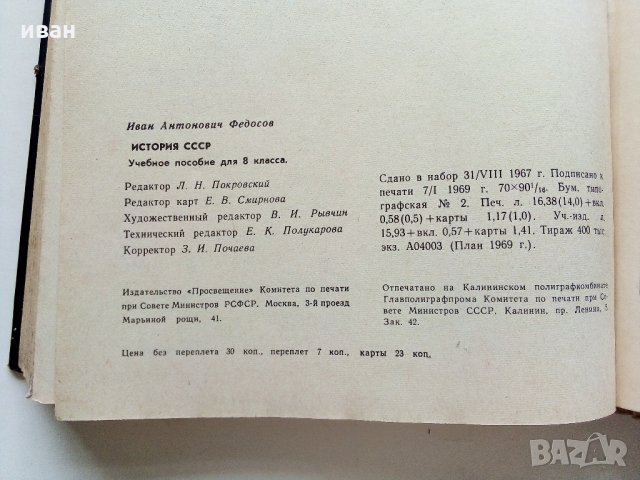 иван
Иван Антонович Федосов
ИСТОРИЯ СССР
Учебное пособие для 8 класса.
Редактор Л. Н. Покровский
Редактор карт Е. В. Смирнова
Художественный редактор В. И. Рывчин
Технический редактор Е. К. Полукарова
Корректор З. И. Почаева
Сдано в набор 31/VIII 1967 г. Подписано к
печати 7/I 1969 г. 70×90¹/₁₆. Бум. типо-
графская № 2. Печ. л. 16,38(14,0)+вкл.
0,58(0,5)+карты 1,17(1,0). Уч.-изд. л.
15,93+вкл. 0,57+карты 1,41. Тираж 400 тыс.
экз. А04003 (План 1969 г.).
Издательство «Просвещение» Комитета по печати
при Совете Министров РСФСР. Москва, 3-й проезд
Марьиной рощи, 41.
Отпечатано на Калининском полиграфкомбинате
Главполиграфпрома Комитета по печати при Со-
вете Министров СССР. Калинин, пр. Ленина, 5.
Зак. 42.
Цена без переплета 30 коп., переплет 7 коп., карты 23 коп.
BAZAR